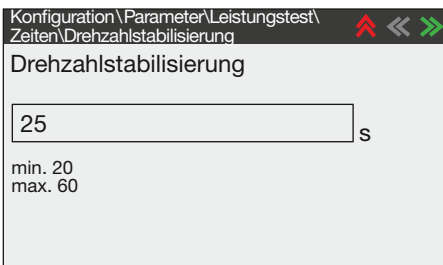 Konfiguration\Parameter\Leistungstest\
Zeiten\Drehzahlstabilisierung
Drehzahlstabilisierung
25 s
min. 20
max. 60